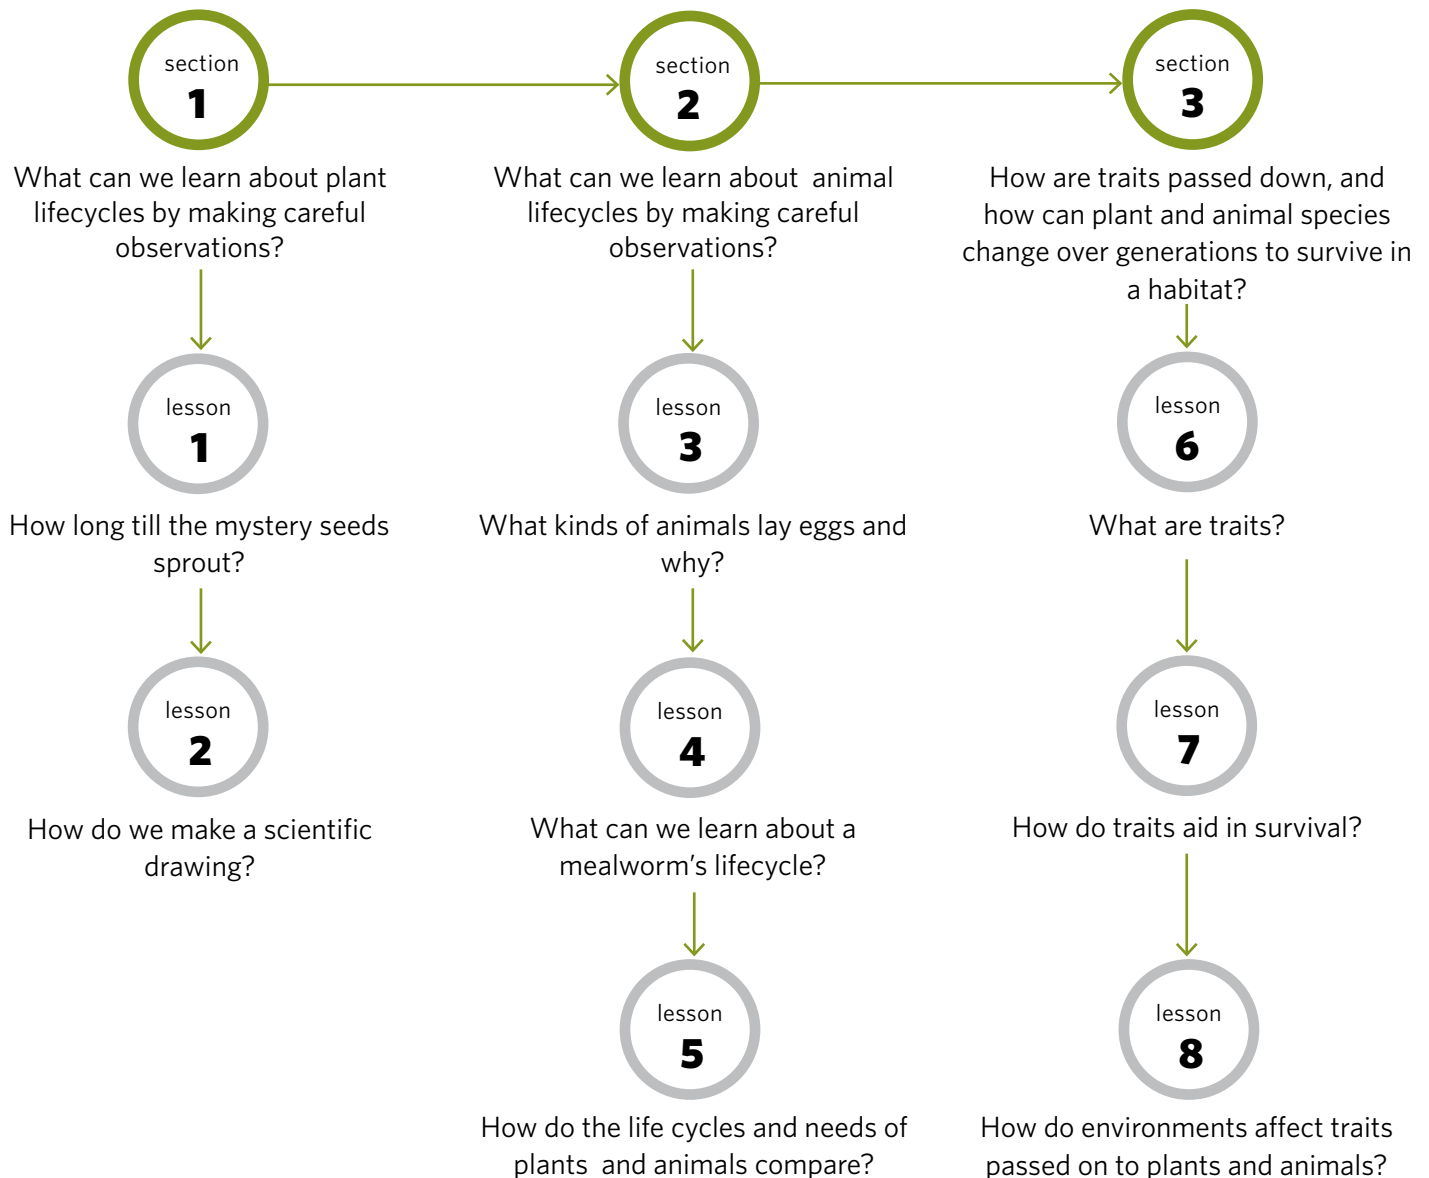 section
1
What can we learn about plant
lifecycles by making careful
observations?
lesson
1
How long till the mystery seeds
sprout?
lesson
2
How do we make a scientific
drawing?
section
2
What can we learn about  animal
lifecycles by making careful
observations?
lesson
3
What kinds of animals lay eggs and
why?
lesson
4
What can we learn about a
mealworm’s lifecycle?
lesson
5
How do the life cycles and needs of
plants  and animals compare?
section
3
How are traits passed down, and
how can plant and animal species
change over generations to survive in
a habitat?
lesson
6
What are traits?
lesson
7
How do traits aid in survival?
lesson
8
How do environments affect traits
passed on to plants and animals?